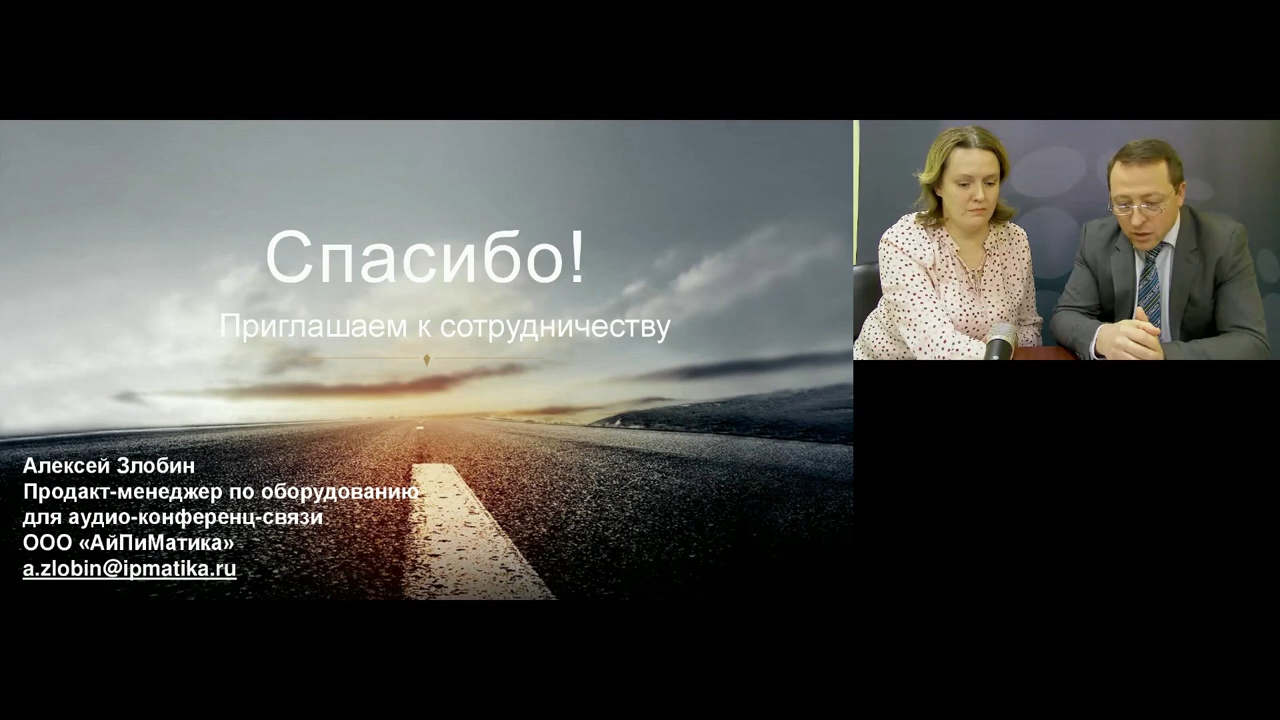 Спасибо!
Приглашаем к сотрудничеству
Алексей Злобин
Продакт-менеджер по оборудованию
для аудио-конференц-связи
ООО «АйПиМатика»
a.zlobin@ipmatika.ru